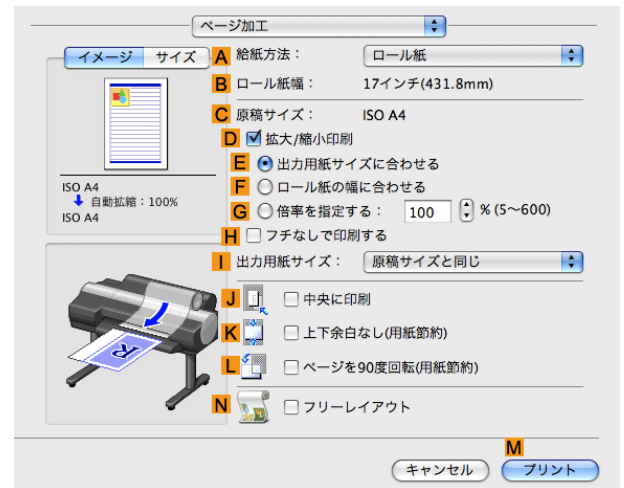 ページ加工
イメージ サイズ
A 給紙方法： ロール紙
B ロール紙幅： 17インチ(431.8mm)
C 原稿サイズ： ISO A4
D 拡大/縮小印刷
E 出力用紙サイズに合わせる
F ロール紙の幅に合わせる
G 倍率を指定する： 100 % (5〜600)
H フチなしで印刷する
I 出力用紙サイズ： 原稿サイズと同じ
ISO A4
自動拡縮：100%
ISO A4
R
J 中央に印刷
K 上下余白なし(用紙節約)
L ページを90度回転(用紙節約)
N フリーレイアウト
M
キャンセル プリント